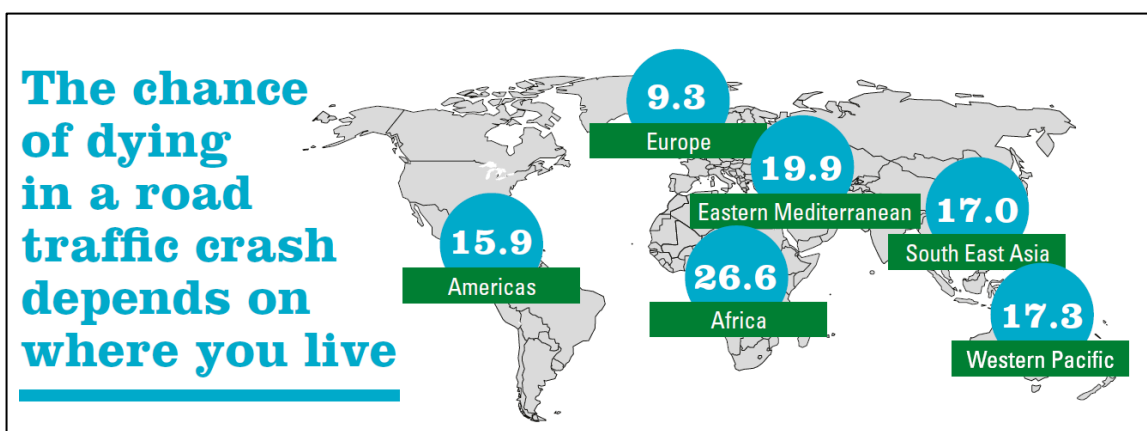 The chance
of dying
in a road
traffic crash
depends on
where you live
9.3
Europe
19.9
Eastern Mediterranean
17.0
South East Asia
15.9
Americas
26.6
Africa
17.3
Western Pacific